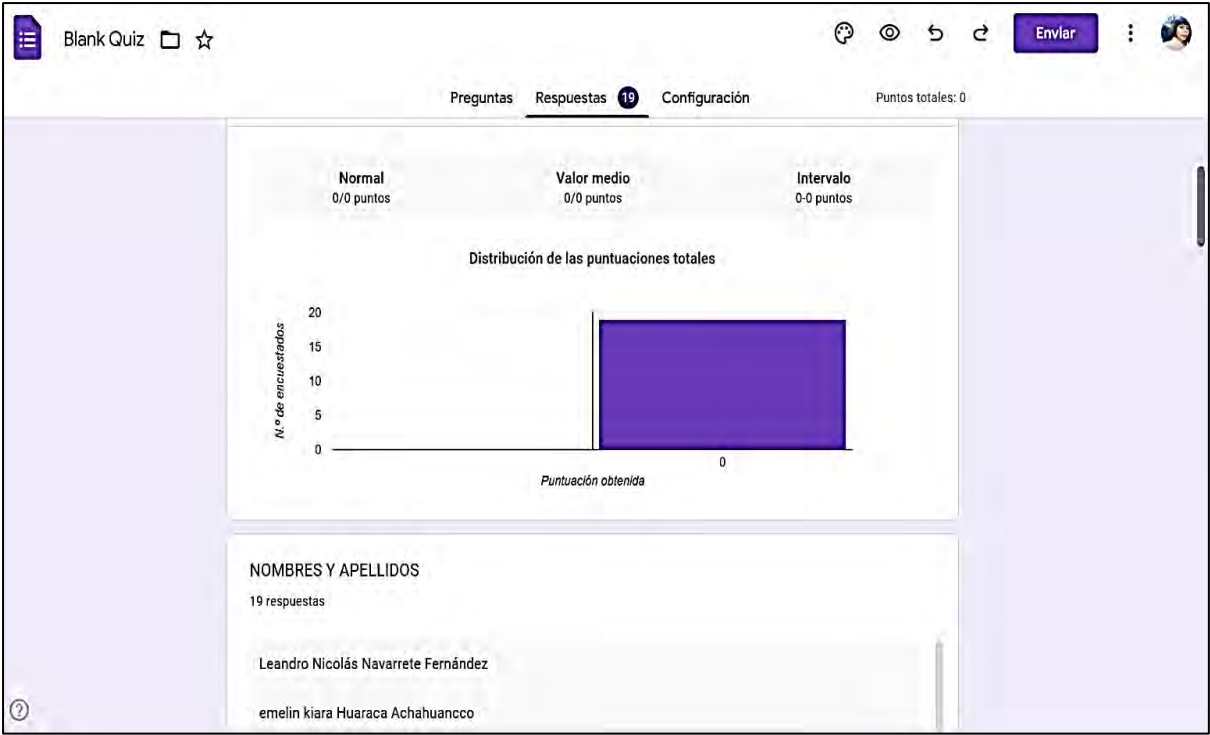 Blank Quiz
Enviar
Preguntas Respuestas 19 Configuración Puntos totales: 0
Normal Valor medio Intervalo
0/0 puntos 0/0 puntos 0-0 puntos
Distribución de las puntuaciones totales
N.º de encuestados
20
15
10
5
0
0
Puntuación obtenida
NOMBRES Y APELLIDOS
19 respuestas
Leandro Nicolás Navarrete Fernández
emelin kiara Huaraca Achahuancco